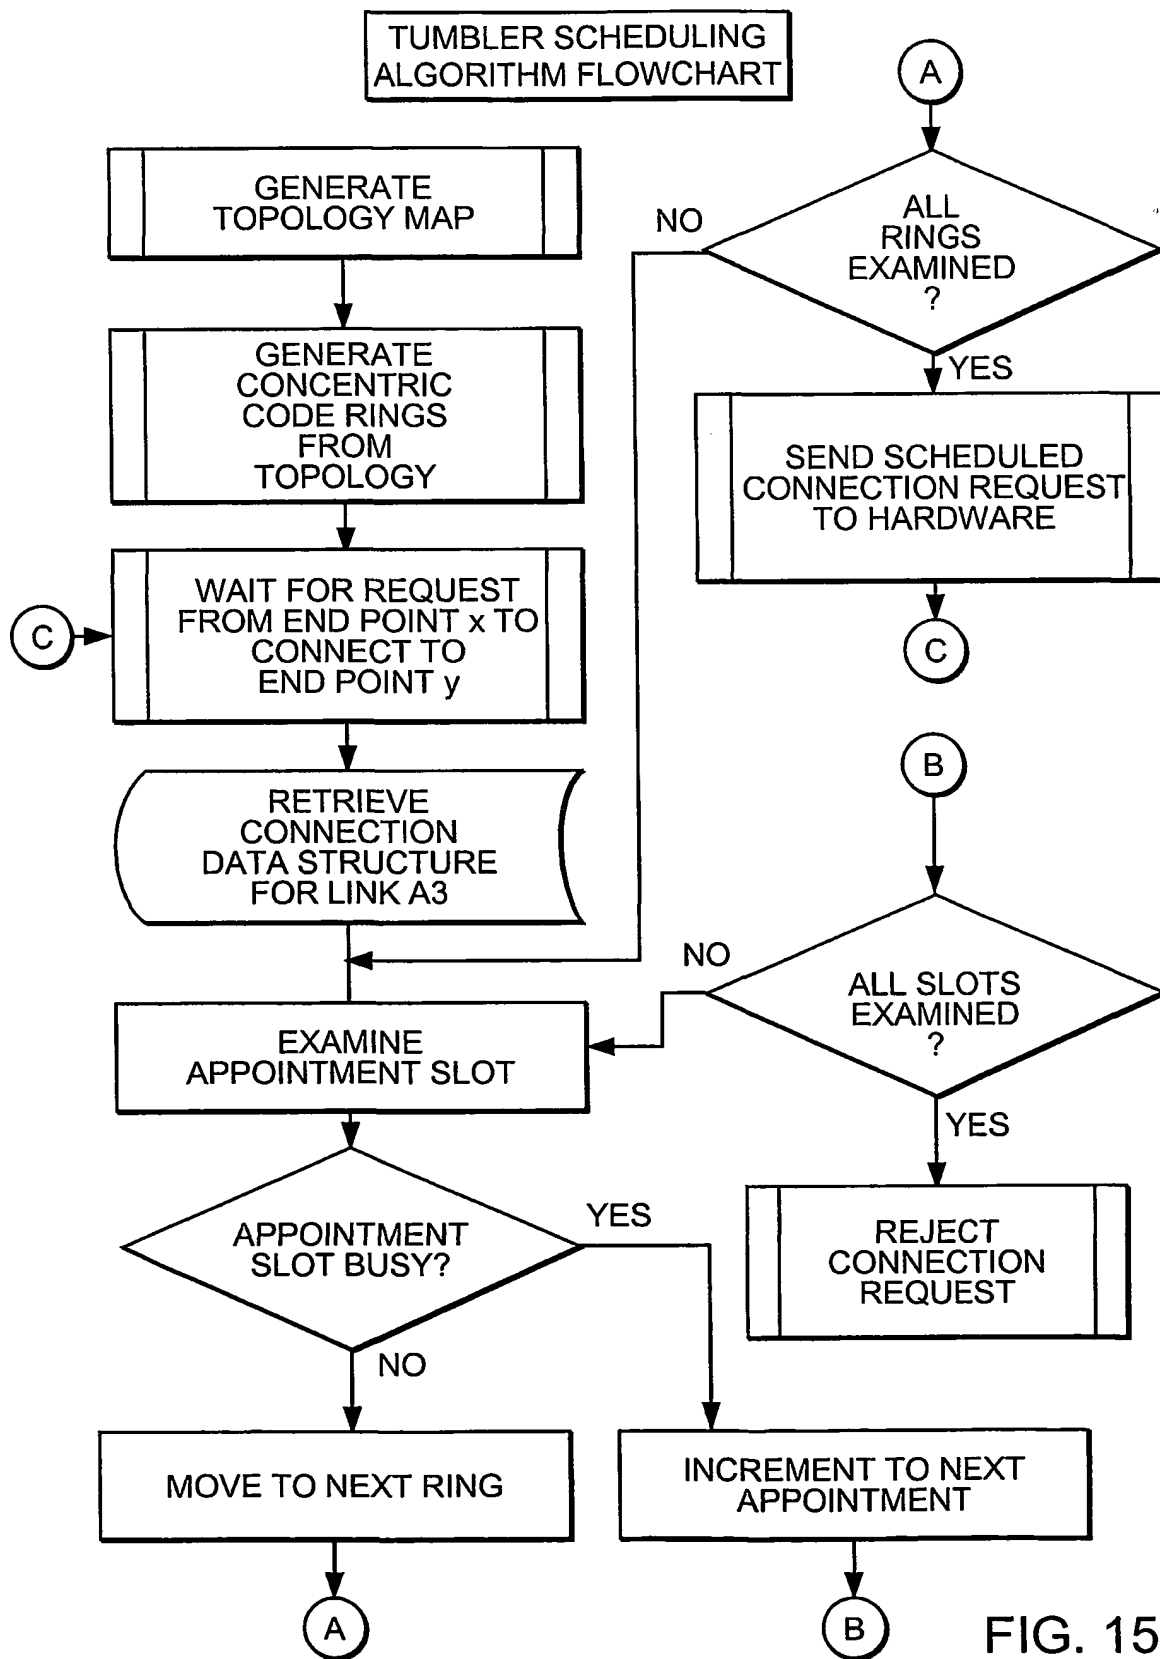 TUMBLER SCHEDULING
ALGORITHM FLOWCHART
GENERATE
TOPOLOGY MAP
GENERATE
CONCENTRIC
CODE RINGS
FROM
TOPOLOGY
C
WAIT FOR REQUEST
FROM END POINT x TO
CONNECT TO
END POINT y
RETRIEVE
CONNECTION
DATA STRUCTURE
FOR LINK A3
EXAMINE
APPOINTMENT SLOT
APPOINTMENT
SLOT BUSY?
YES
NO
MOVE TO NEXT RING
A
INCREMENT TO NEXT
APPOINTMENT
B
A
ALL
RINGS
EXAMINED
?
NO
YES
SEND SCHEDULED
CONNECTION REQUEST
TO HARDWARE
C
B
ALL SLOTS
EXAMINED
?
NO
YES
REJECT
CONNECTION
REQUEST
FIG. 15